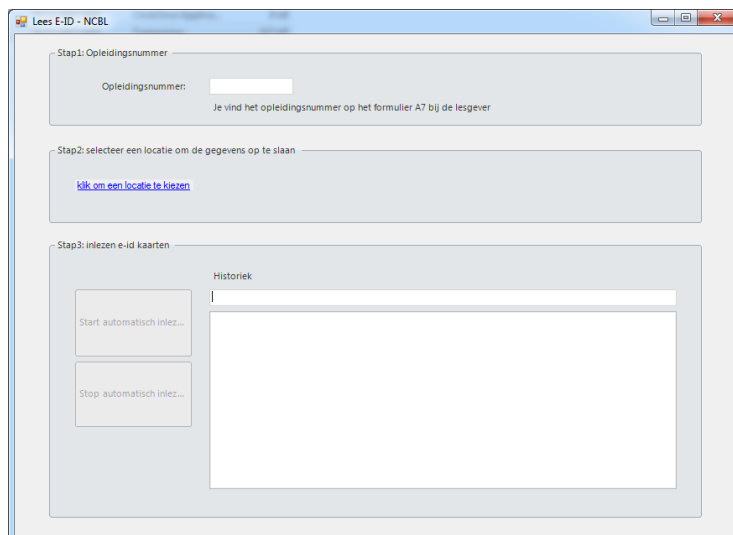 Lees E-ID - NCBL
Stap1: Opleidingsnummer
Opleidingsnummer:
Je vind het opleidingsnummer op het formulier A7 bij de lesgever
Stap2: selecteer een locatie om de gegevens op te slaan
klik om een locatie te kiezen
Stap3: inlezen e-id kaarten
Historiek
Start automatisch inlez...
Stop automatisch inlez...